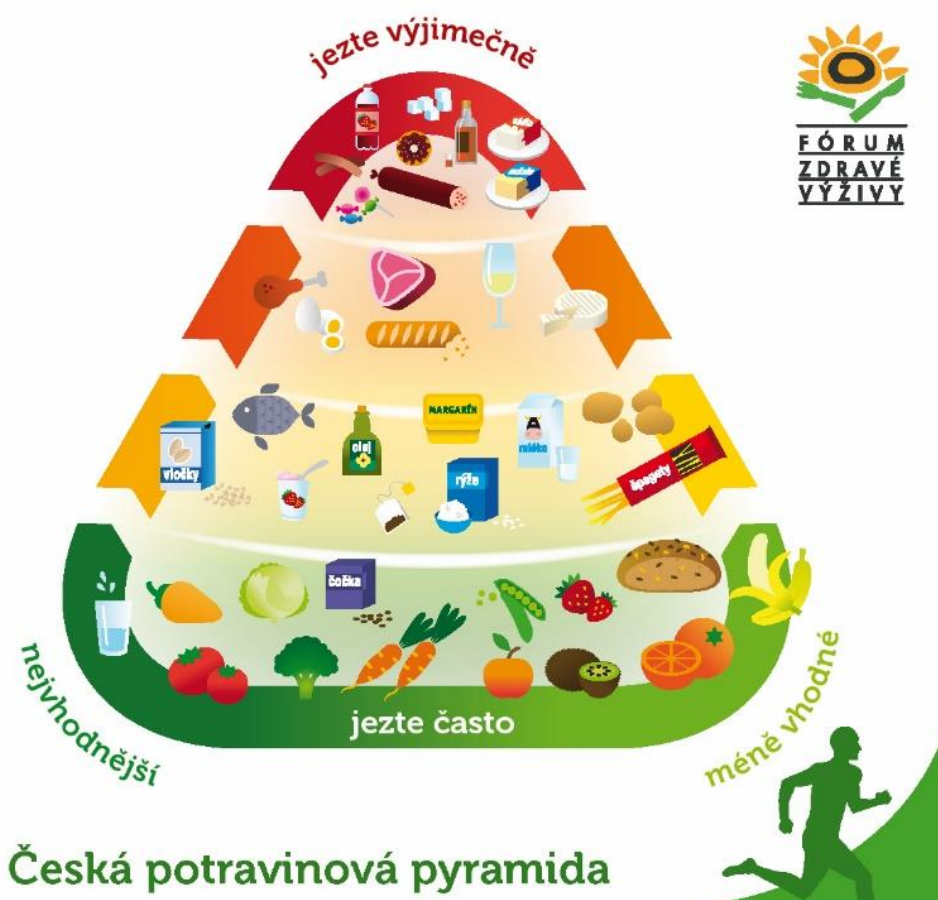 jezte výjimečně
FÓRUM
ZDRAVÉ
VÝŽIVY
MARGARÍN
olej
mléko
vločky
rýže
špagety
čočka
nejvhodnější
méně vhodné
jezte často
Česká potravinová pyramida